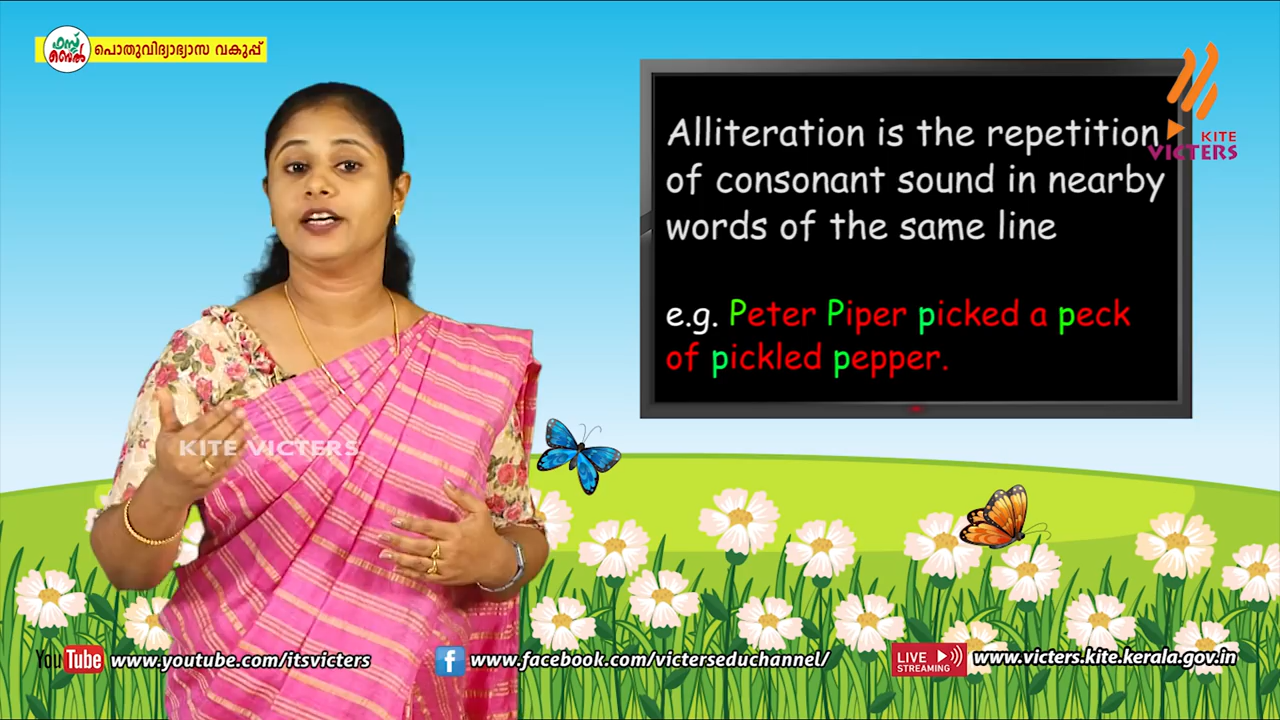 ഫസ്റ്റ്
ബെൽ
പൊതുവിദ്യാഭ്യാസ വകുപ്പ്
Alliteration is the repetition
of consonant sound in nearby
words of the same line
e.g. Peter Piper picked a peck
of pickled pepper.
KITE
VICTERS
KITE VICTERS
YouTube www.youtube.com/itsvicters
f www.facebook.com/victerseduchannel/
LIVE
STREAMING
www.victers.kite.kerala.gov.in